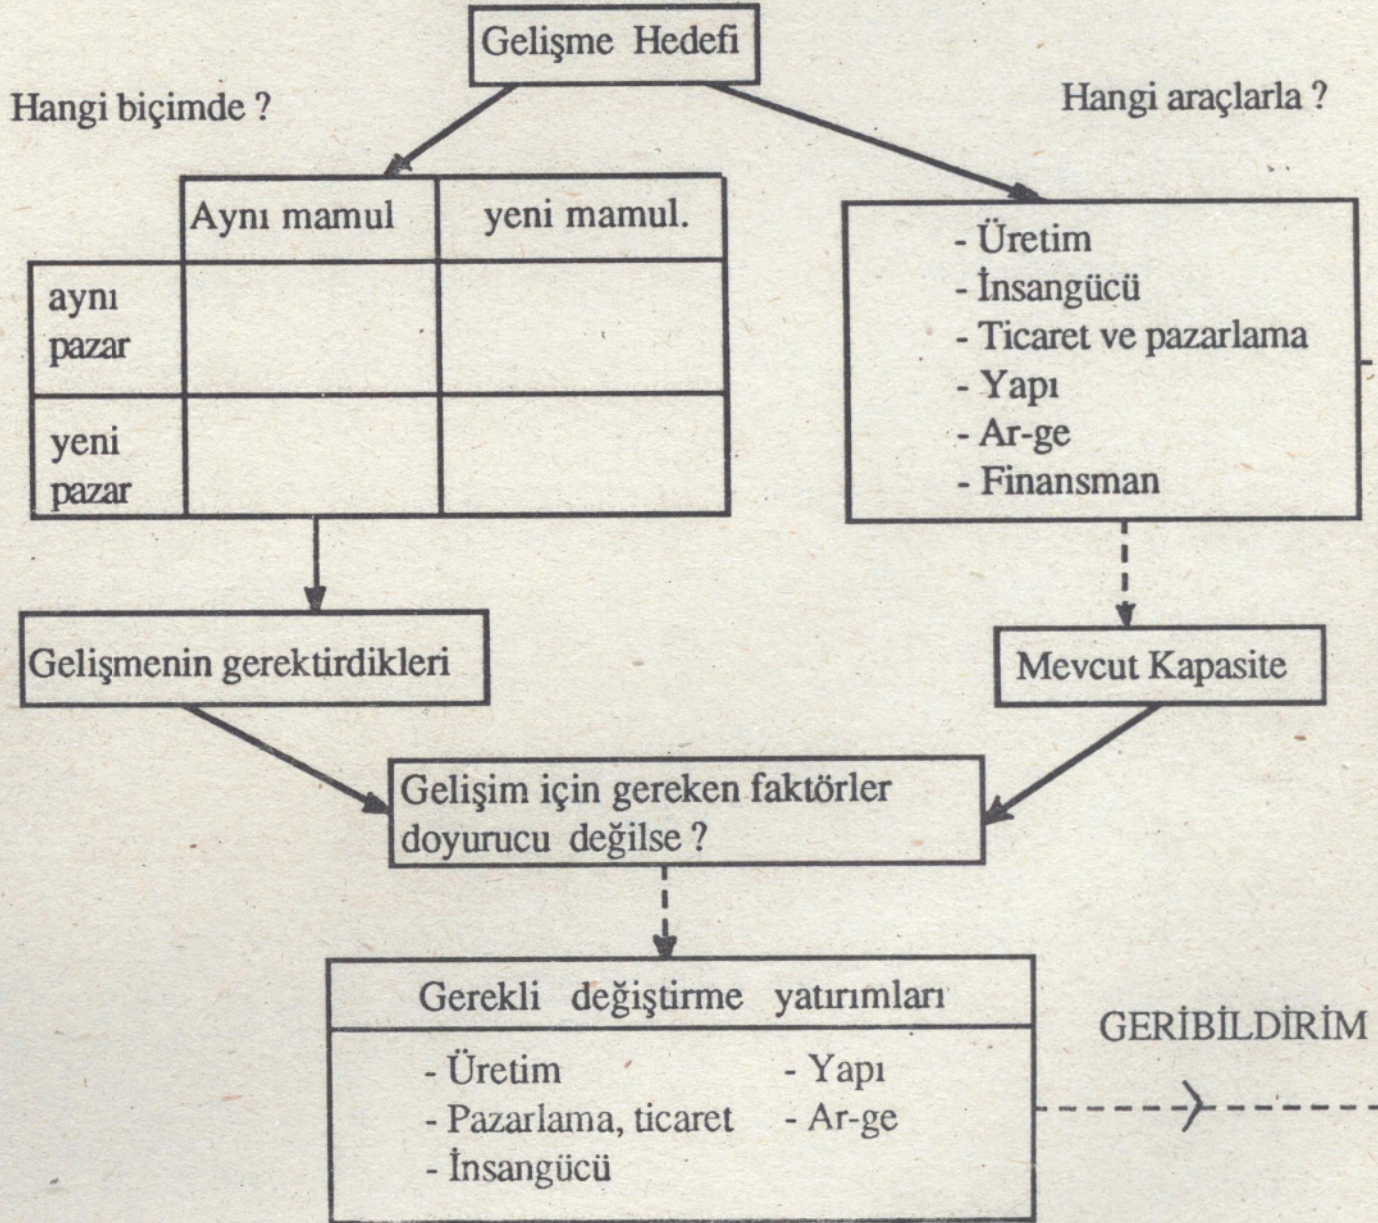 Gelişme Hedefi
Hangi biçimde ?
Hangi araçlarla ?
Aynı mamul
yeni mamul.
aynı
pazar
yeni
pazar
- Üretim
- İnsangücü
- Ticaret ve pazarlama
- Yapı
- Ar-ge
- Finansman
Gelişmenin gerektirdikleri
Mevcut Kapasite
Gelişim için gereken faktörler
doyurucu değilse ?
Gerekli değiştirme yatırımları
- Üretim
- Pazarlama, ticaret
- İnsangücü
- Yapı
- Ar-ge
GERİBİLDİRİM